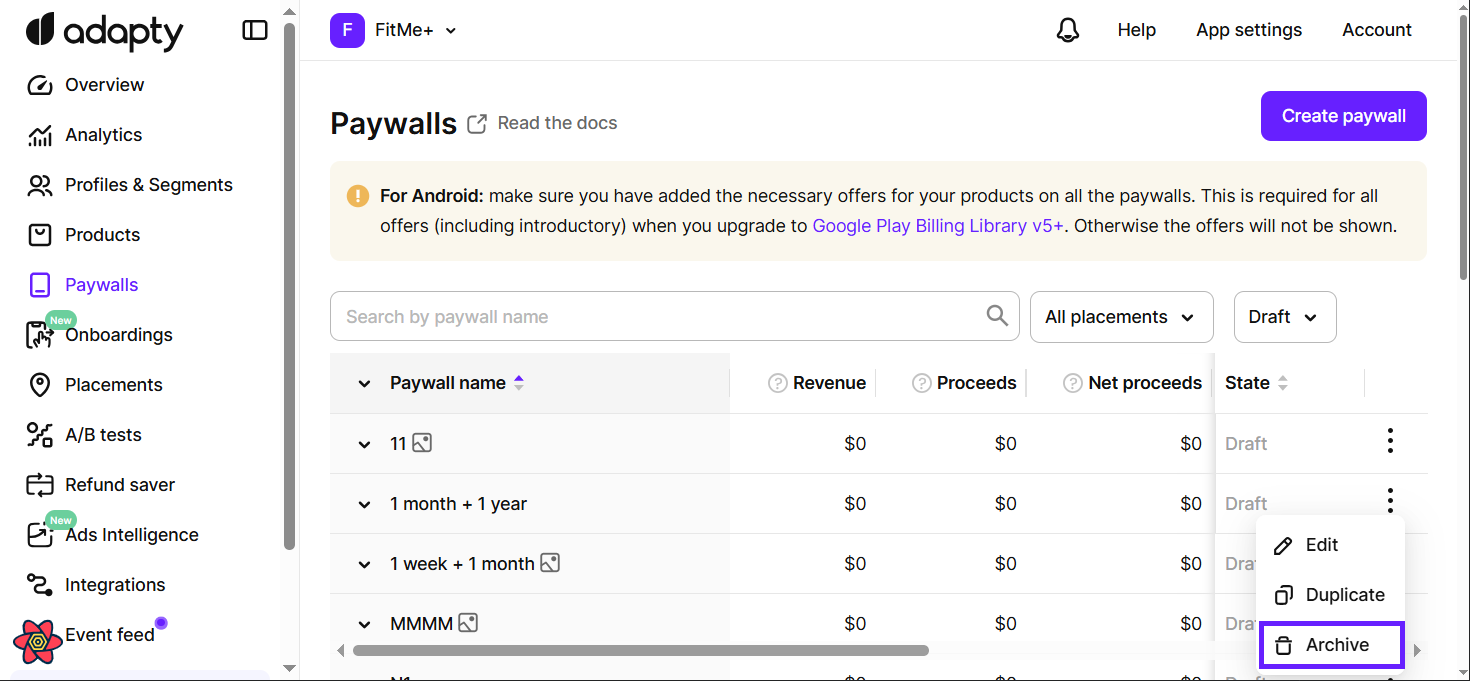 adapty
F FitMe+
Help App settings Account
Overview
Analytics
Profiles & Segments
Products
Paywalls
New
Onboardings
Placements
A/B tests
Refund saver
New
Ads Intelligence
Integrations
Event feed
Paywalls Read the docs
Create paywall
! For Android: make sure you have added the necessary offers for your products on all the paywalls. This is required for all
offers (including introductory) when you upgrade to Google Play Billing Library v5+. Otherwise the offers will not be shown.
Search by paywall name All placements Draft
Paywall name ? Revenue ? Proceeds ? Net proceeds State
11 $0 $0 $0 Draft
1 month + 1 year $0 $0 $0 Draft
1 week + 1 month $0 $0 $0 Dra
MMMM $0 $0 $0 Dra
Edit
Duplicate
Archive